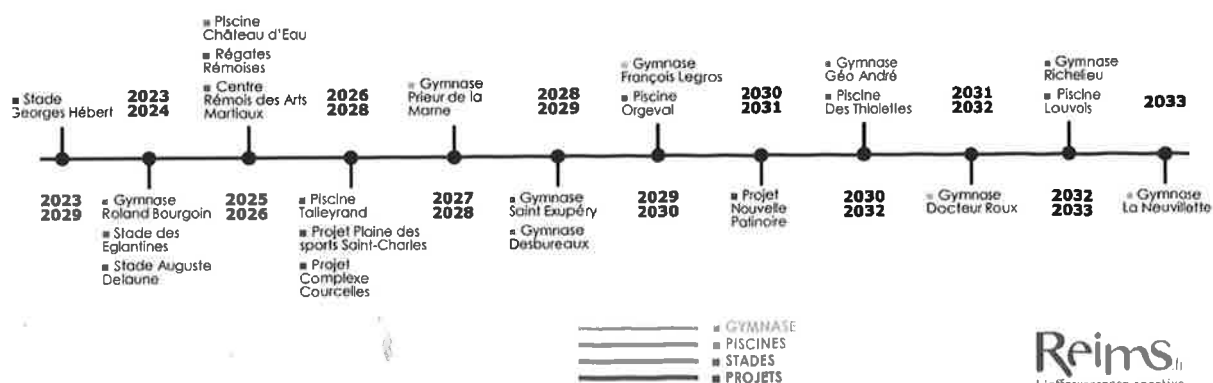 Piscine
Château d'Eau
Régates
Rémoises
Centre
Rémois des Arts
Martiaux
Gymnase
Prieur de la
Marne
Gymnase
François Legros
Piscine
Orgeval
Gymnase
Géo André
Piscine
Des Thiolettes
Gymnase
Richelieu
Piscine
Louvois
Stade
Georges Hébert
2023
2024
2026
2028
2028
2029
2030
2031
2031
2032
2033
2023
2029
Gymnase
Roland Bourgoin
Stade des
Eglantines
Stade Auguste
Delaune
2025
2026
Piscine
Talleyrand
Projet Plaine des
sports Saint-Charles
Projet
Complexe
Courcelles
2027
2028
Gymnase
Saint Exupéry
Gymnase
Desbureaux
2029
2030
Projet
Nouvelle
Patinoire
2030
2032
Gymnase
Docteur Roux
2032
2033
Gymnase
La Neuvillette
GYMNASE
PISCINES
STADES
PROJETS
Reims.fr